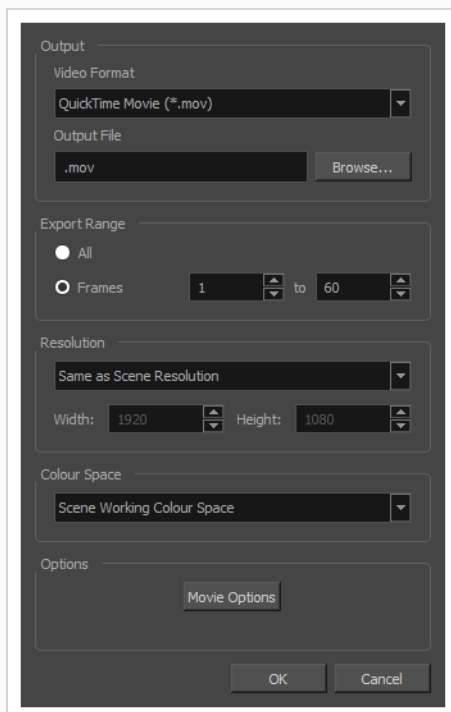 Output
Video Format
QuickTime Movie (*.mov)
Output File
.mov
Browse...
Export Range
All
Frames 1 to 60
Resolution
Same as Scene Resolution
Width: 1920 Height: 1080
Colour Space
Scene Working Colour Space
Options
Movie Options
OK Cancel